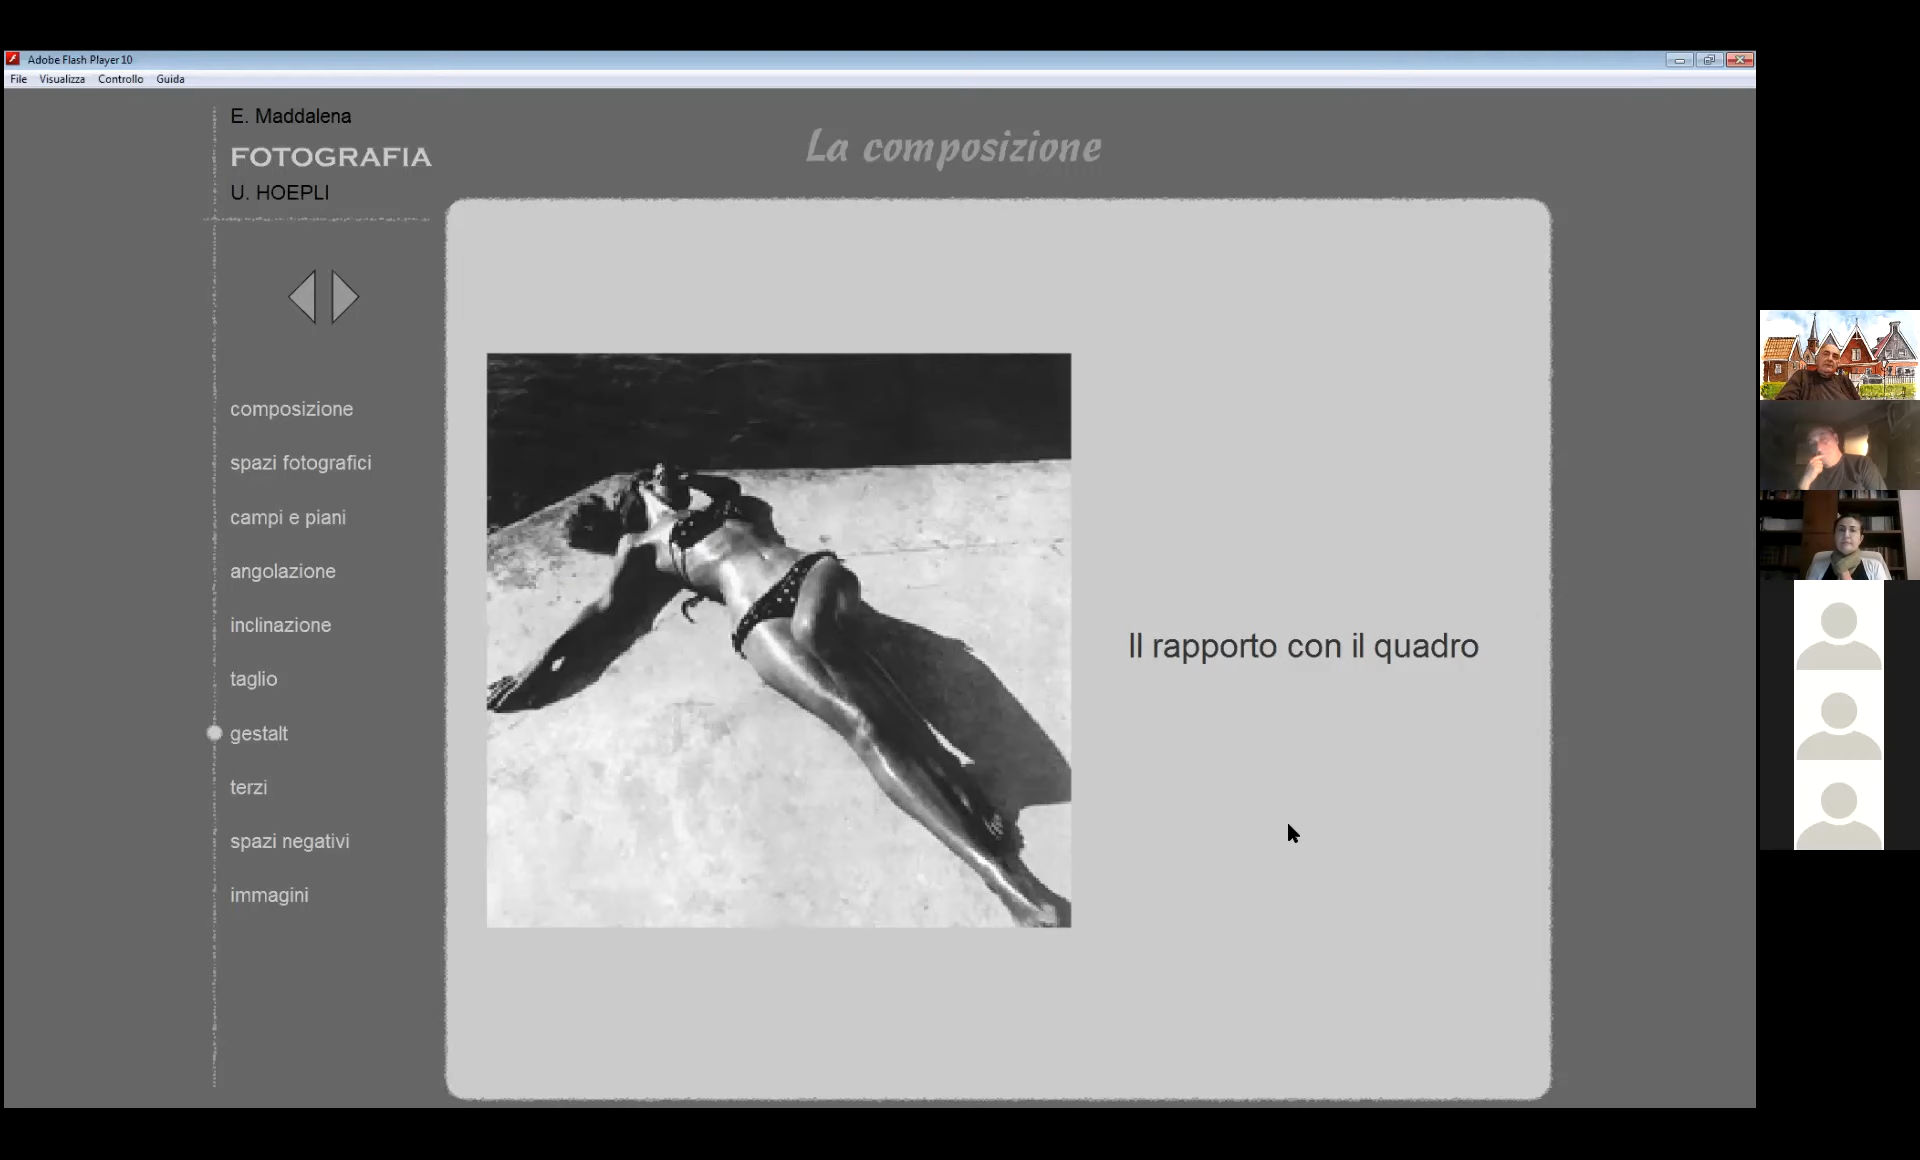 Adobe Flash Player 10
File Visualizza Controllo Guida
E. Maddalena
FOTOGRAFIA
U. HOEPLI
La composizione
composizione
spazi fotografici
campi e piani
angolazione
inclinazione
taglio
gestalt
terzi
spazi negativi
immagini
Il rapporto con il quadro